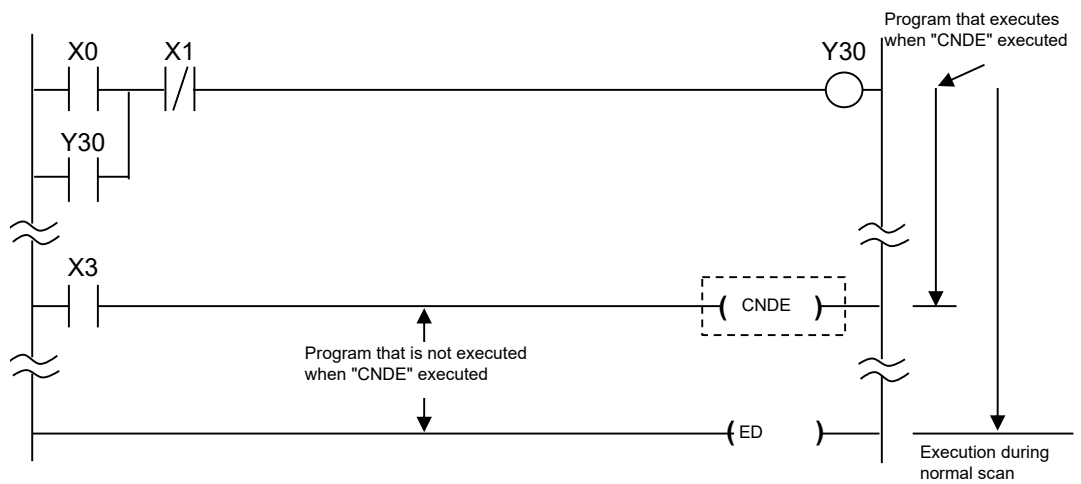 Program that executes
when "CNDE" executed
X0
X1
Y30
Y30
X3
( CNDE )
Program that is not executed
when "CNDE" executed
( ED )
Execution during
normal scan